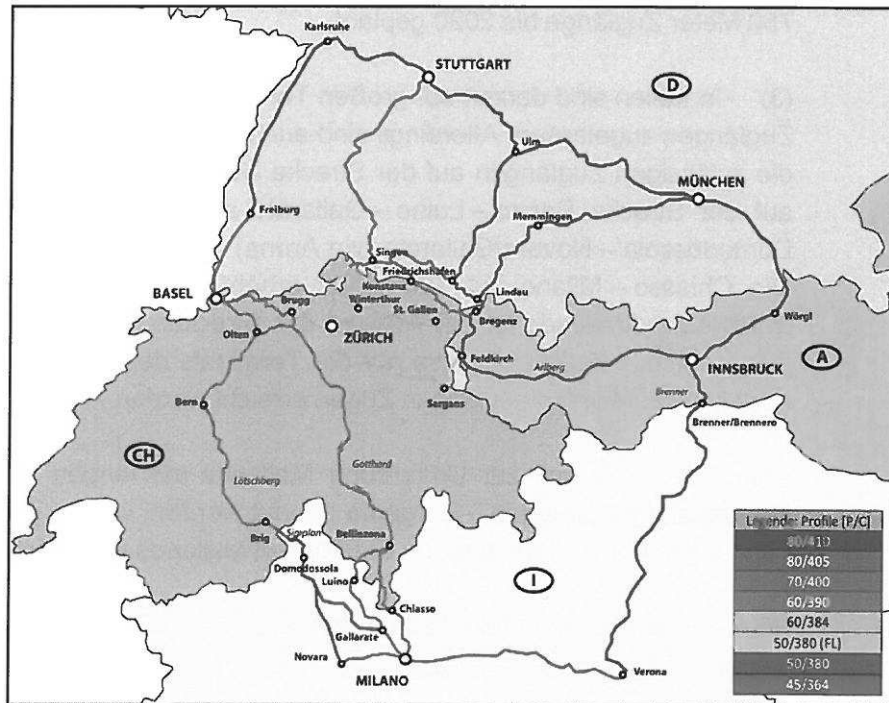 Karlsruhe
STUTTGART
D
Ulm
MÜNCHEN
Freiburg
Memmingen
Singen
Friedrichshafen
Konstanz
Lindau
BASEL
Brugg
Winterthur
St. Gallen
Bregenz
Wörgl
Olten
ZÜRICH
Feldkirch
Arlberg
INNSBRUCK
A
Bern
Sargans
Brenner
Brenner/Brennero
CH
Lötschberg
Gotthard
Brig
Simplon
Bellinzona
Domodossola
Luino
I
Chiasso
Gallarate
Novara
MILANO
Verona
Legende: Profile [P/C]
80/410
80/405
70/400
60/390
60/384
50/380 (FL)
50/380
45/364